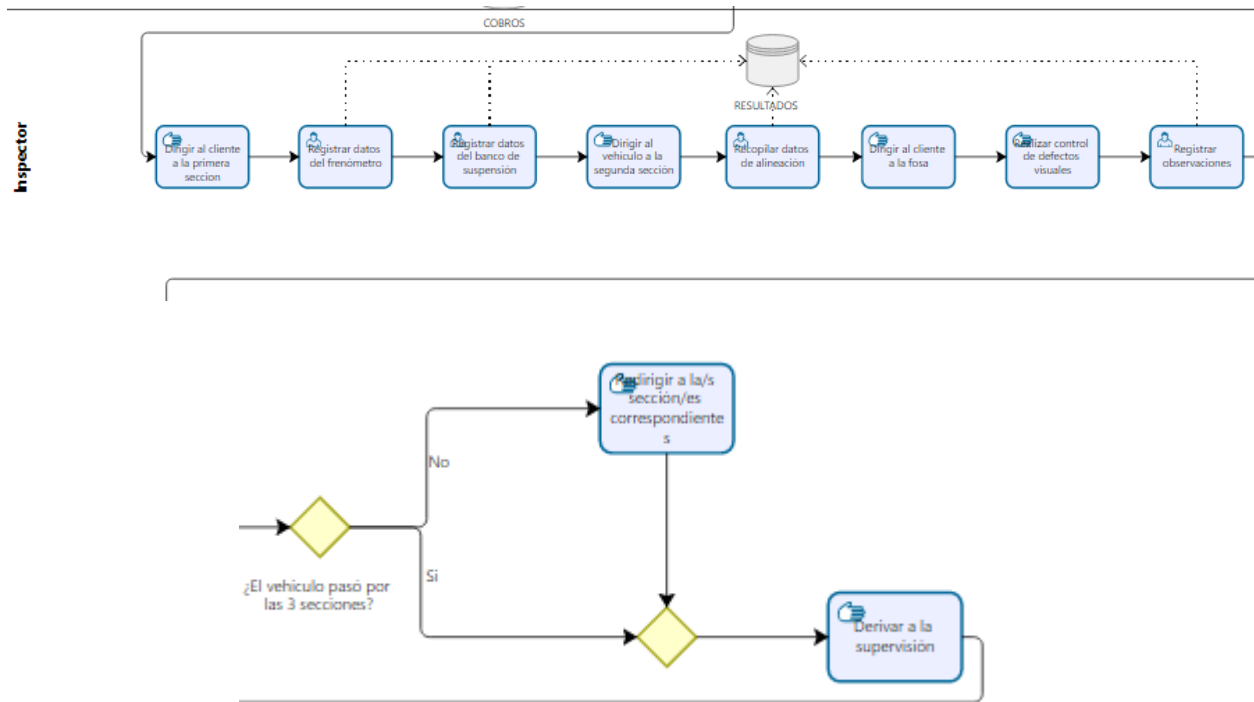 COBROS
Inspector
RESULTADOS
Dirigir al cliente
a la primera
seccion
Registrar datos
del frenómetro
Registrar datos
del banco de
suspensión
Dirigir al
vehiculo a la
segunda sección
Recopilar datos
de alineación
Dirigir al cliente
a la fosa
Realizar control
de defectos
visuales
Registrar
observaciones
Redirigir a la/s
sección/es
correspondiente
s
No
Si
¿El vehículo pasó por
las 3 secciones?
Derivar a la
supervisión